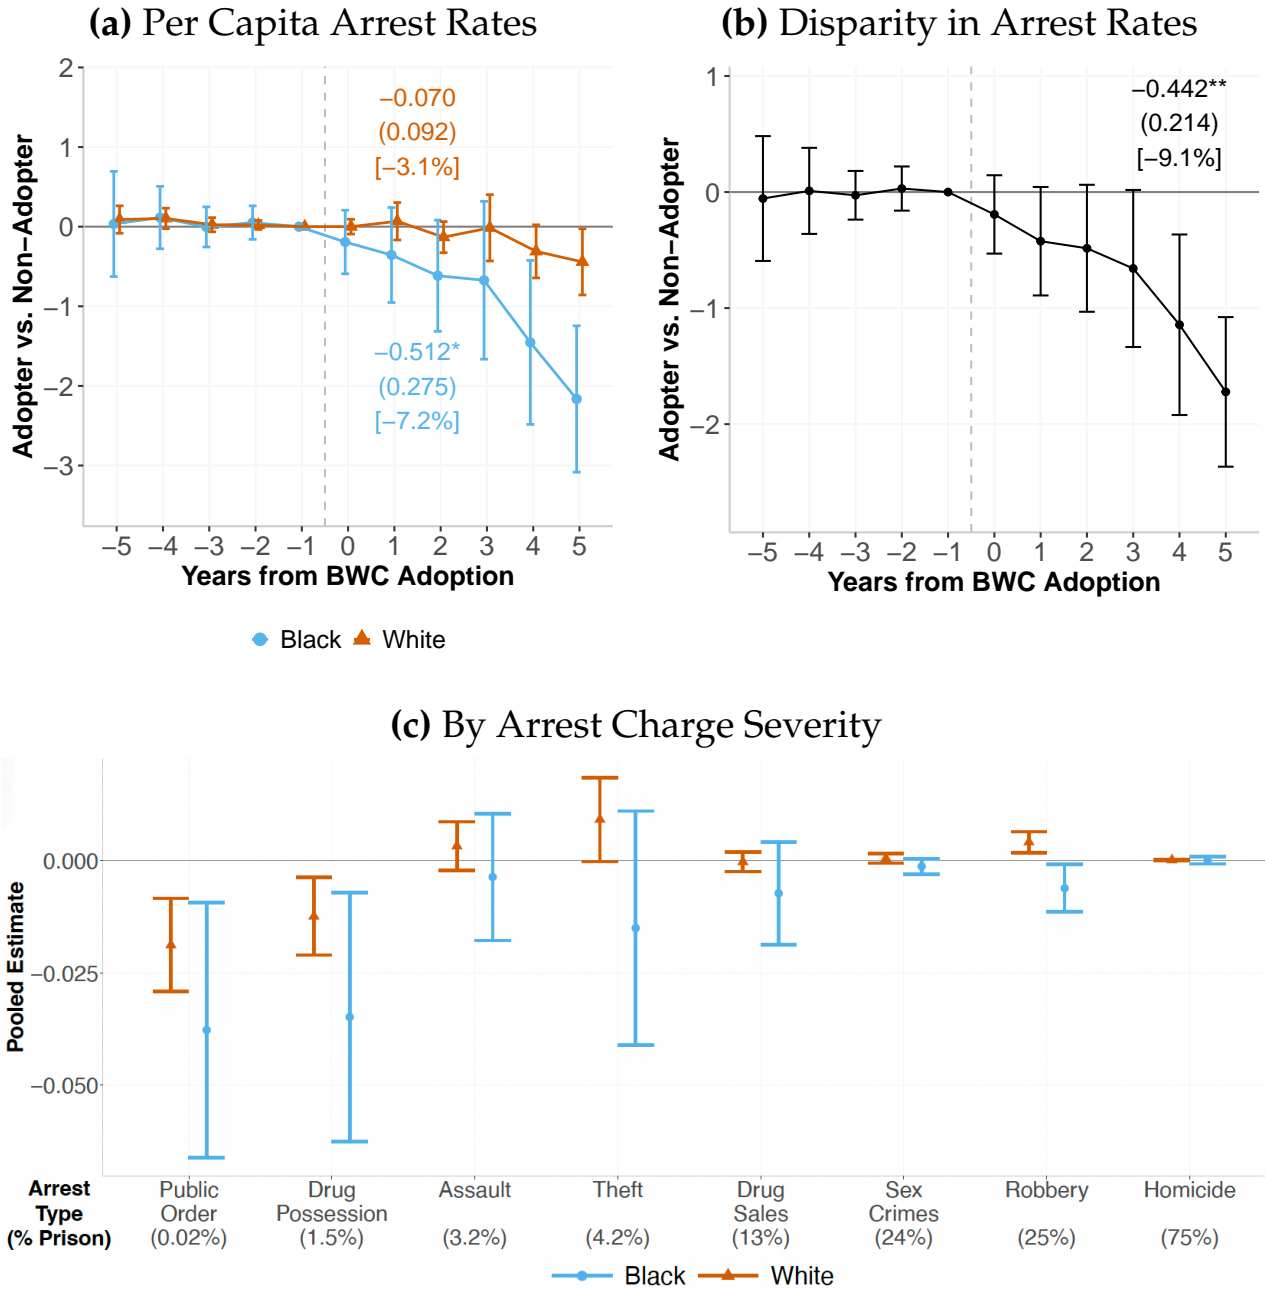 (a) Per Capita Arrest Rates
2
1
0
−1
−2
−3
Adopter vs. Non−Adopter
−0.070
(0.092)
[−3.1%]
−0.512*
(0.275)
[−7.2%]
−5 −4 −3 −2 −1 0 1 2 3 4 5
Years from BWC Adoption
Black White
(b) Disparity in Arrest Rates
1
0
−1
−2
Adopter vs. Non−Adopter
−0.442**
(0.214)
[−9.1%]
−5 −4 −3 −2 −1 0 1 2 3 4 5
Years from BWC Adoption
(c) By Arrest Charge Severity
Pooled Estimate
0.000
−0.025
−0.050
Arrest
Type
(% Prison)
Public
Order
(0.02%)
Drug
Possession
(1.5%)
Assault
(3.2%)
Theft
(4.2%)
Drug
Sales
(13%)
Sex
Crimes
(24%)
Robbery
(25%)
Homicide
(75%)
Black White